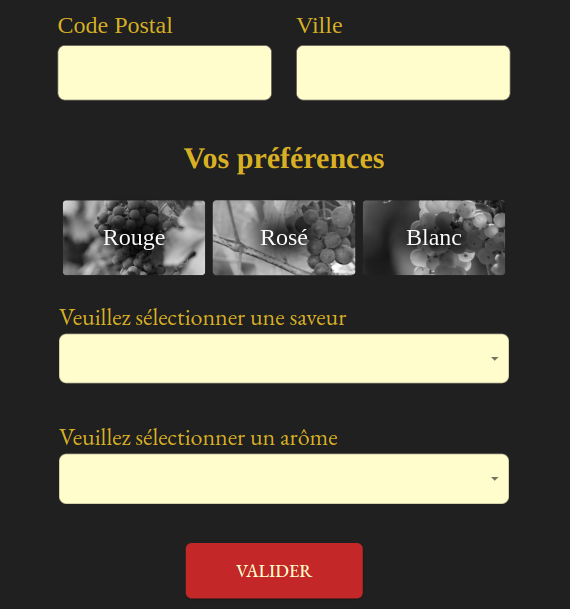 Code Postal Ville
Vos préférences
Rouge Rosé Blanc
Veuillez sélectionner une saveur
Veuillez sélectionner un arôme
VALIDER